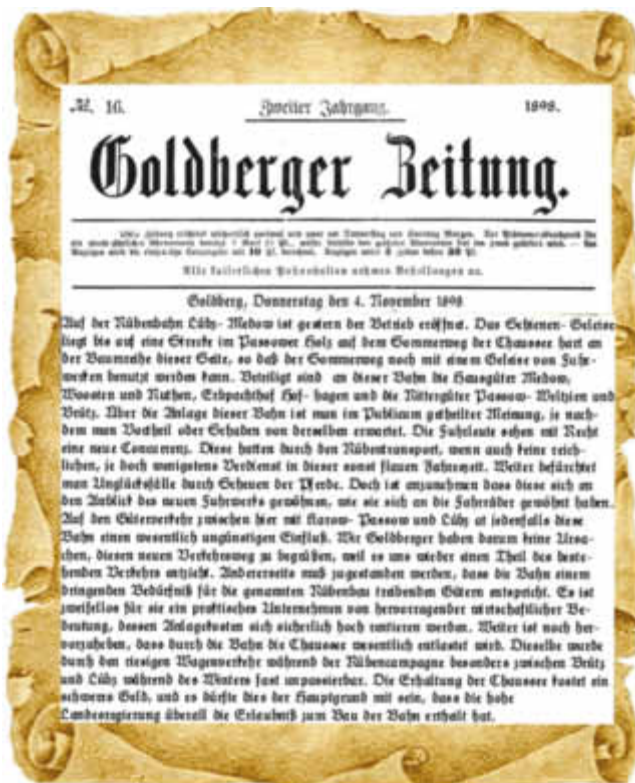 №. 16. Zweiter Jahrgang. 1898.
Goldberger Zeitung.
Alle kaiserlichen Postanstalten nehmen Bestellungen an.
Goldberg, Donnerstag den 4. November 1898
Auf der Rübenbahn Lübz- Medow ist gestern der Betrieb eröffnet. Das Schienen- Geleise
liegt bis auf eine Strecke im Passower Holz auf dem Sommerweg der Chaussee hart an
der Baumreihe dieser Seite, so daß der Sommerweg noch mit einem Geleise von Fuhr-
werken benutzt werden kann. Beteiligt sind an dieser Bahn die Hausgüter Medow,
Woosten und Ruthen, Erbpachthof Hof- hagen und die Rittergüter Passow- Weltzien und
Brütz. Über die Anlage dieser Bahn ist man im Publicum getheilter Meinung, je nach-
dem man Vortheil oder Schaden von derselben erwartet. Die Fuhrleute sehen mit Recht
eine neue Concurrenz. Diese hatten durch den Rübentransport, wenn auch keine reich-
lichen, je doch wenigstens Verdienst in dieser sonst flauen Jahreszeit. Weiter befürchtet
man Unglücksfälle durch Scheuen der Pferde. Doch ist anzunehmen dass diese sich an
den Anblick des neuen Fuhrwerks gewöhnen, wie sie sich an die Fahrräder gewöhnt haben.
Auf den Güterverkehr zwischen hier mit Karow- Passow und Lübz at jedenfalls diese
Bahn einen wesentlich ungünstigen Einfluß. Wir Goldberger haben darum keine Ursa-
chen, diesen neuen Verkehrsweg zu begrüßen, weil es uns wieder einen Theil des beste-
henden Verkehrs entzieht. Andererseits muß zugestanden werden, dass die Bahn einem
dringenden Bedürfniß für die genannten Rübenbau treibenden Gütern entspricht. Es ist
zweifellos für sie ein praktisches Unternehmen von hervorragender wirtschaftlicher Be-
deutung, dessen Anlagekosten sich sicherlich hoch rentieren werden. Weiter ist noch her-
vorzuheben, dass durch die Bahn die Chaussee wesentlich entlastet wird. Dieselbe wurde
durch den riesigen Wagenverkehr während der Rübencampagne besonders zwischen Brütz
und Lübz während des Winters fast unpassierbar. Die Erhaltung der Chaussee kostet ein
schweres Geld, und es dürfte dies der Hauptgrund mit sein, dass die hohe
Landesregierung überall die Erlaubniß zum Bau der Bahn ertheilt hat.